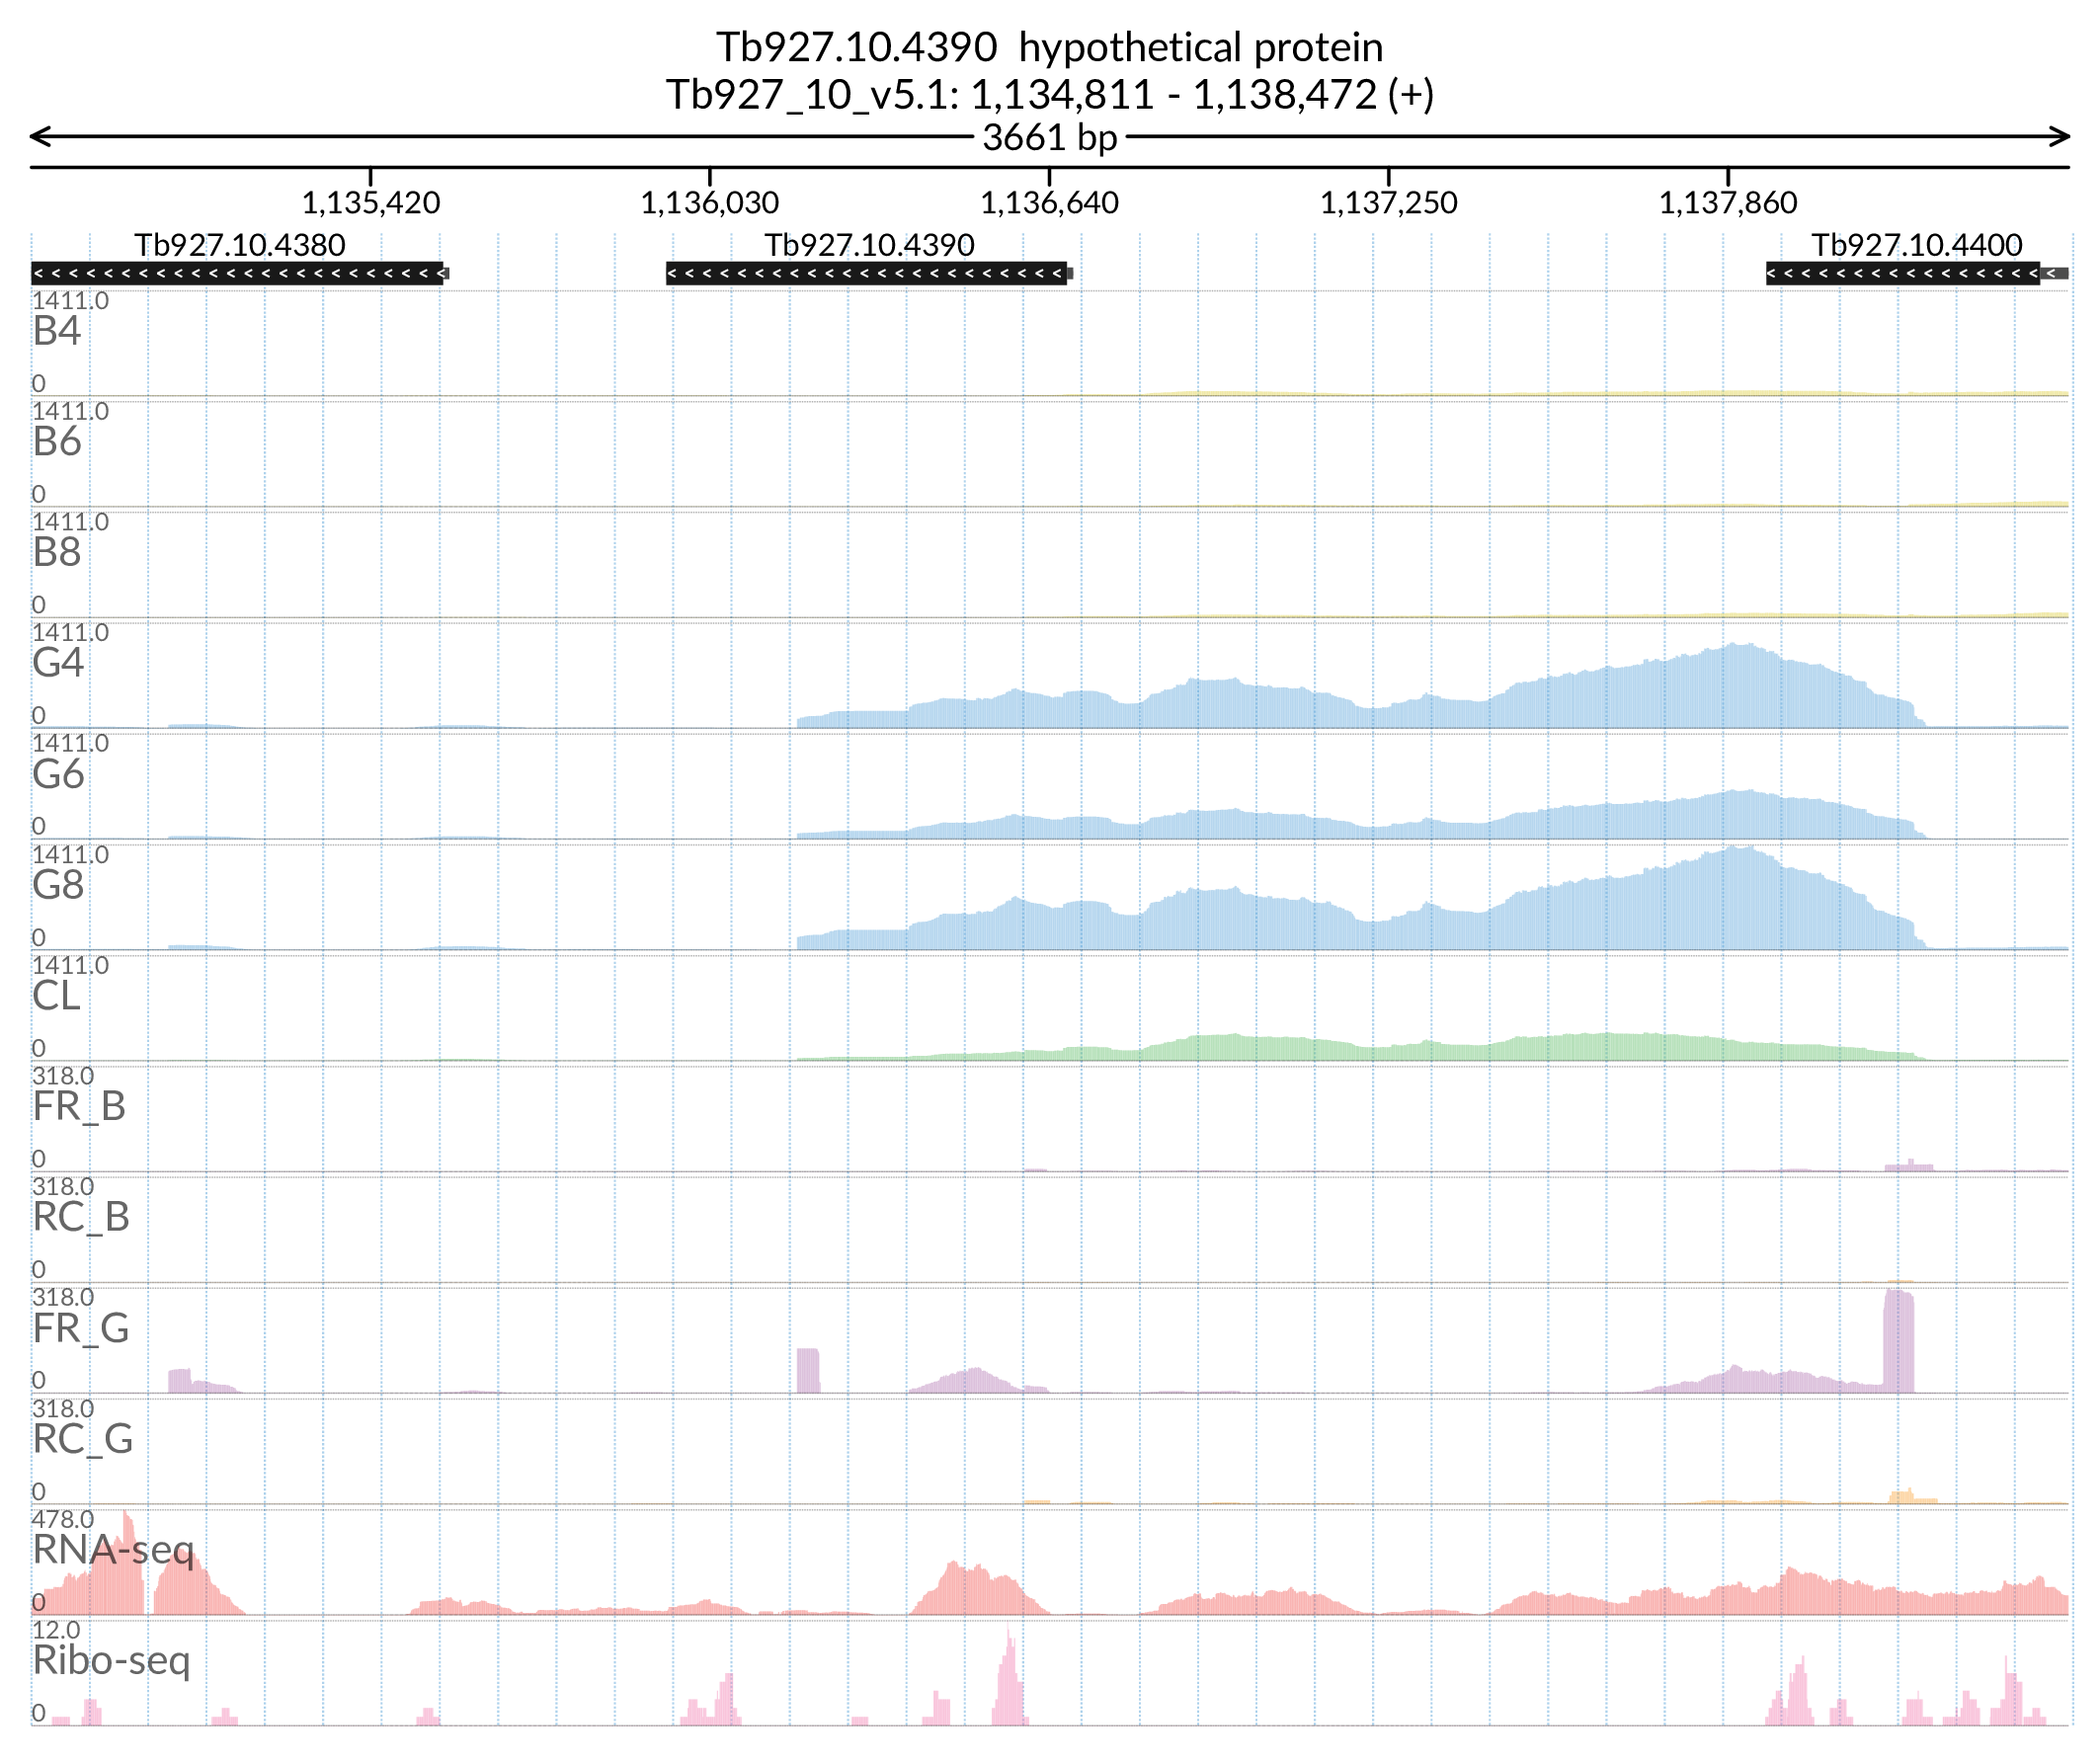 Tb927.10.4390  hypothetical protein
Tb927_10_v5.1: 1,134,811 - 1,138,472 (+)
3661 bp
1,135,420 1,136,030 1,136,640 1,137,250 1,137,860
Tb927.10.4380 Tb927.10.4390 Tb927.10.4400
1411.0
B4
0
1411.0
B6
0
1411.0
B8
0
1411.0
G4
0
1411.0
G6
0
1411.0
G8
0
1411.0
CL
0
318.0
FR_B
0
318.0
RC_B
0
318.0
FR_G
0
318.0
RC_G
0
478.0
RNA-seq
0
12.0
Ribo-seq
0